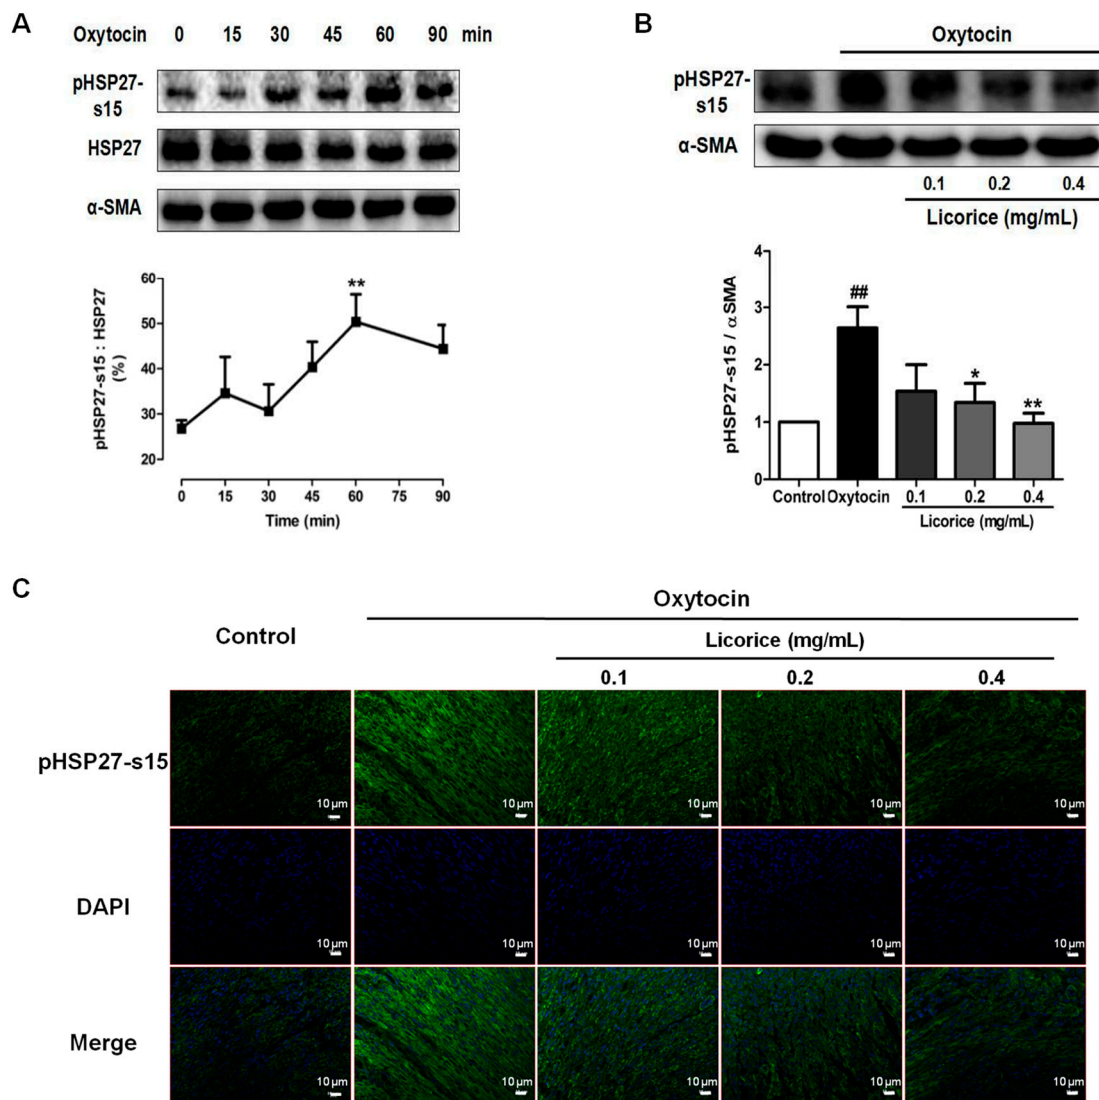 A
Oxytocin 0 15 30 45 60 90 min
pHSP27-
s15
HSP27
α-SMA
60
**
50
40
30
20
pHSP27-s15 : HSP27
(%)
0 15 30 45 60 75 90
Time (min)
B
Oxytocin
pHSP27-
s15
α-SMA
0.1 0.2 0.4
Licorice (mg/mL)
4
3
2
1
0
pHSP27-s15 / αSMA
##
*
**
Control Oxytocin 0.1 0.2 0.4
Licorice (mg/mL)
C
Oxytocin
Control
Licorice (mg/mL)
0.1 0.2 0.4
pHSP27-s15
10 µm 10 µm 10 µm 10 µm 10 µm
DAPI
10 µm 10 µm 10 µm 10 µm 10 µm
Merge
10 µm 10 µm 10 µm 10 µm 10 µm